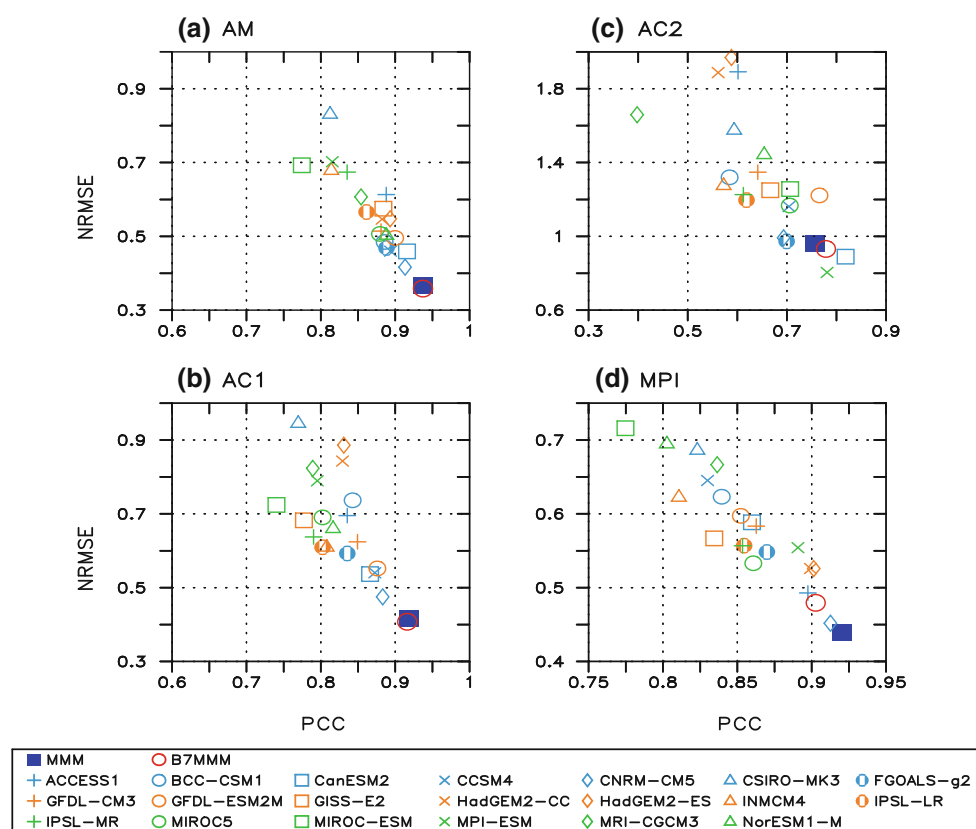 (a) AM
(c) AC2
NRMSE
0.9
0.7
0.5
0.3
0.6
0.7
0.8
0.9
1
1.8
1.4
1
0.6
0.3
0.5
0.7
0.9
(b) AC1
(d) MPI
NRMSE
0.9
0.7
0.5
0.3
0.6
0.7
0.8
0.9
1
PCC
0.7
0.6
0.5
0.4
0.75
0.8
0.85
0.9
0.95
PCC
MMM B7MMM
ACCESS1 BCC-CSM1 CanESM2 CCSM4 CNRM-CM5 CSIRO-MK3 FGOALS-g2
GFDL-CM3 GFDL-ESM2M GISS-E2 HadGEM2-CC HadGEM2-ES INMCM4 IPSL-LR
IPSL-MR MIROC5 MIROC-ESM MPI-ESM MRI-CGCM3 NorESM1-M